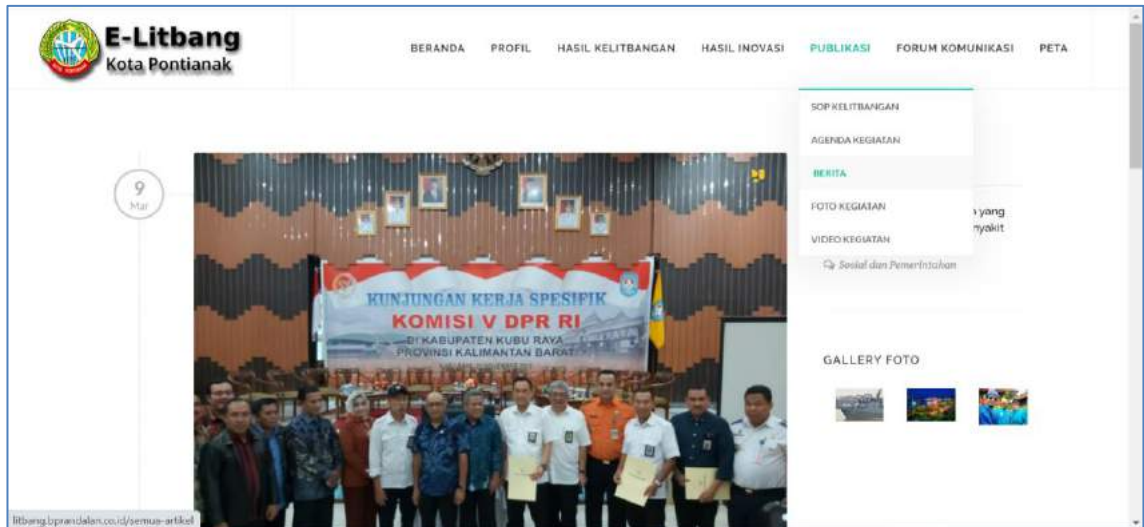 E-Litbang
Kota Pontianak
BERANDA PROFIL HASIL KELITBANGAN HASIL INOVASI PUBLIKASI FORUM KOMUNIKASI PETA
SOP KELITBANGAN
AGENDA KEGIATAN
BERITA
FOTO KEGIATAN
VIDEO KEGIATAN
9
Mar
yang
nyakit
Sosial dan Pemerintahan
KUNJUNGAN KERJA SPESIFIK
KOMISI V DPR RI
DI KABUPATEN KUBU RAYA
PROVINSI KALIMANTAN BARAT
GALLERY FOTO
litbang.bprandalan.co.id/semua-artikel